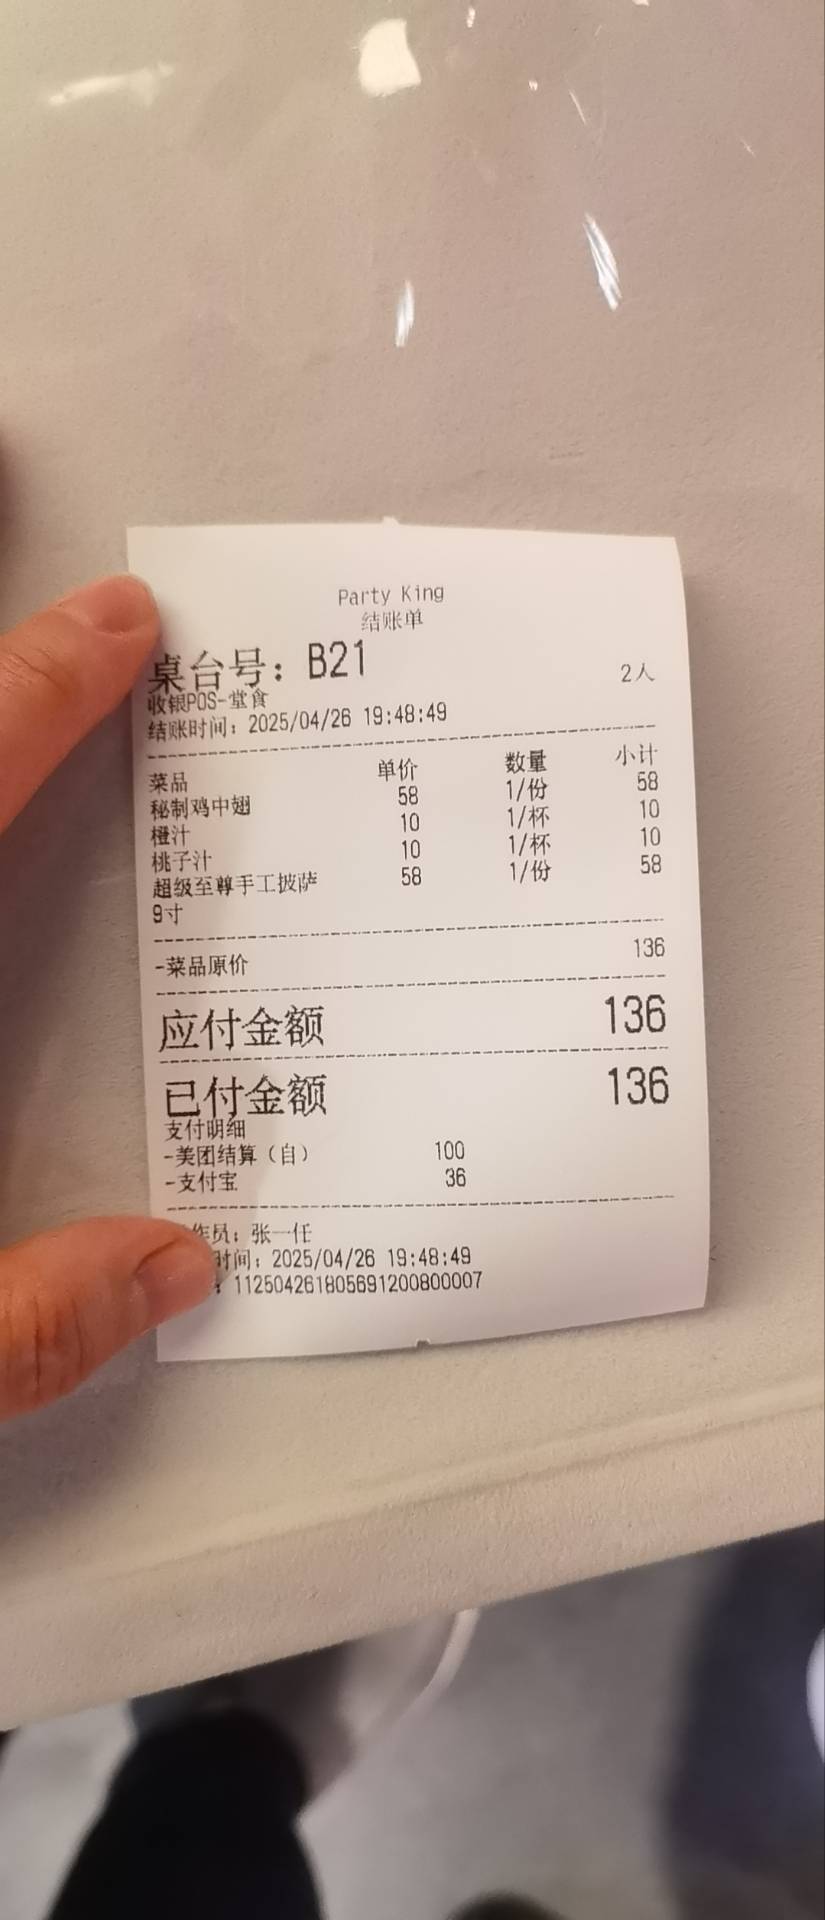 Party King
结账单
桌台号：B21 2人
收银POS-堂食
结账时间：2025/04/26 19:48:49
菜品 单价 数量 小计
秘制鸡中翅 58 1/份 58
橙汁 10 1/杯 10
桃子汁 10 1/杯 10
超级至尊手工披萨 58 1/份 58
9寸
-菜品原价 136
应付金额 136
已付金额 136
支付明细
-美团结算（自） 100
-支付宝 36
作员：张一任
时间：2025/04/26 19:48:49
：112504261805691200800007